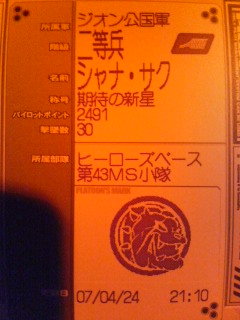 所属軍 ジオン公国軍
階級 二等兵
名前 シャナ・サク
称号 期待の新星
パイロットポイント 2491
撃墜数 30
所属部隊 ヒーローズベース
第43MS小隊
PLATOON'S MARK
07/04/24 21:10